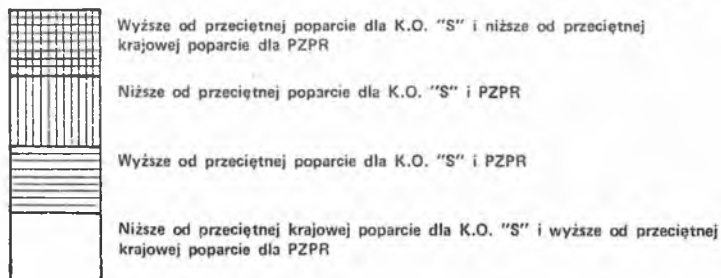 Wyższe od przeciętnej poparcie dla K.O. "S" i niższe od przeciętnej
krajowej poparcie dla PZPR
Niższe od przeciętnej poparcie dla K.O. "S" i PZPR
Wyższe od przeciętnej poparcie dla K.O. "S" i PZPR
Niższe od przeciętnej krajowej poparcie dla K.O. "S" i wyższe od przeciętnej
krajowej poparcie dla PZPR